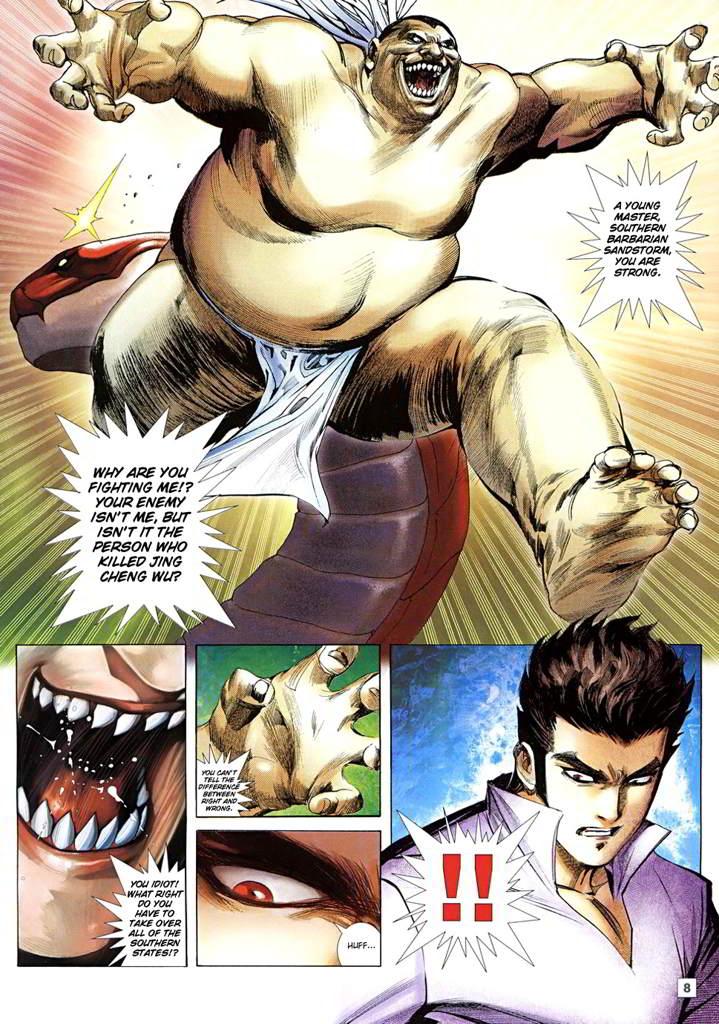 A YOUNG
MASTER,
SOUTHERN
BARBARIAN
SANDSTORM,
YOU ARE
STRONG.
WHY ARE YOU
FIGHTING ME!?
YOUR ENEMY
ISN'T ME, BUT
ISN'T IT THE
PERSON WHO
KILLED JING
CHENG WU?
YOU IDIOT!
WHAT RIGHT
DO YOU
HAVE TO
TAKE OVER
ALL OF THE
SOUTHERN
STATES!?
YOU CAN'T
TELL THE
DIFFERENCE
BETWEEN
RIGHT AND
WRONG.
HUFF...
!!
8